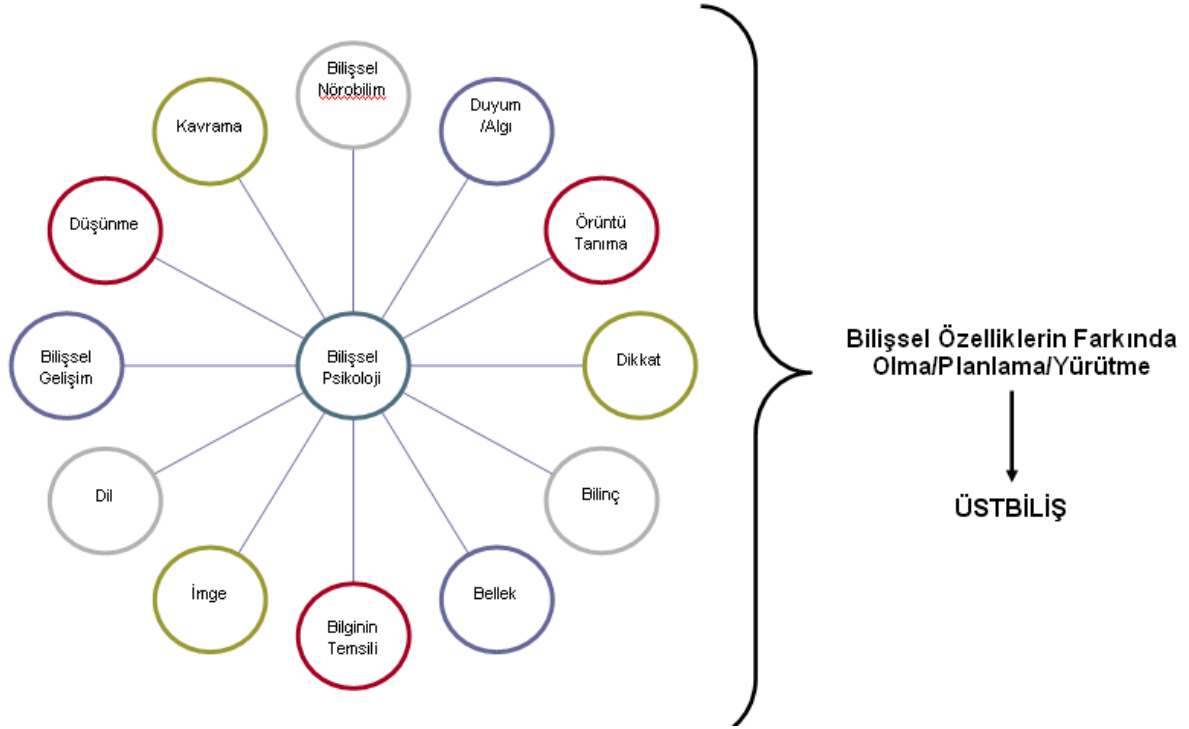 Bilişsel
Nörobilim
Duyum
/Algı
Örüntü
Tanıma
Dikkat
Bilinç
Bellek
Bilginin
Temsili
İmge
Dil
Bilişsel
Gelişim
Düşünme
Kavrama
Bilişsel
Psikoloji
Bilişsel Özelliklerin Farkında
Olma/Planlama/Yürütme
ÜSTBİLİŞ